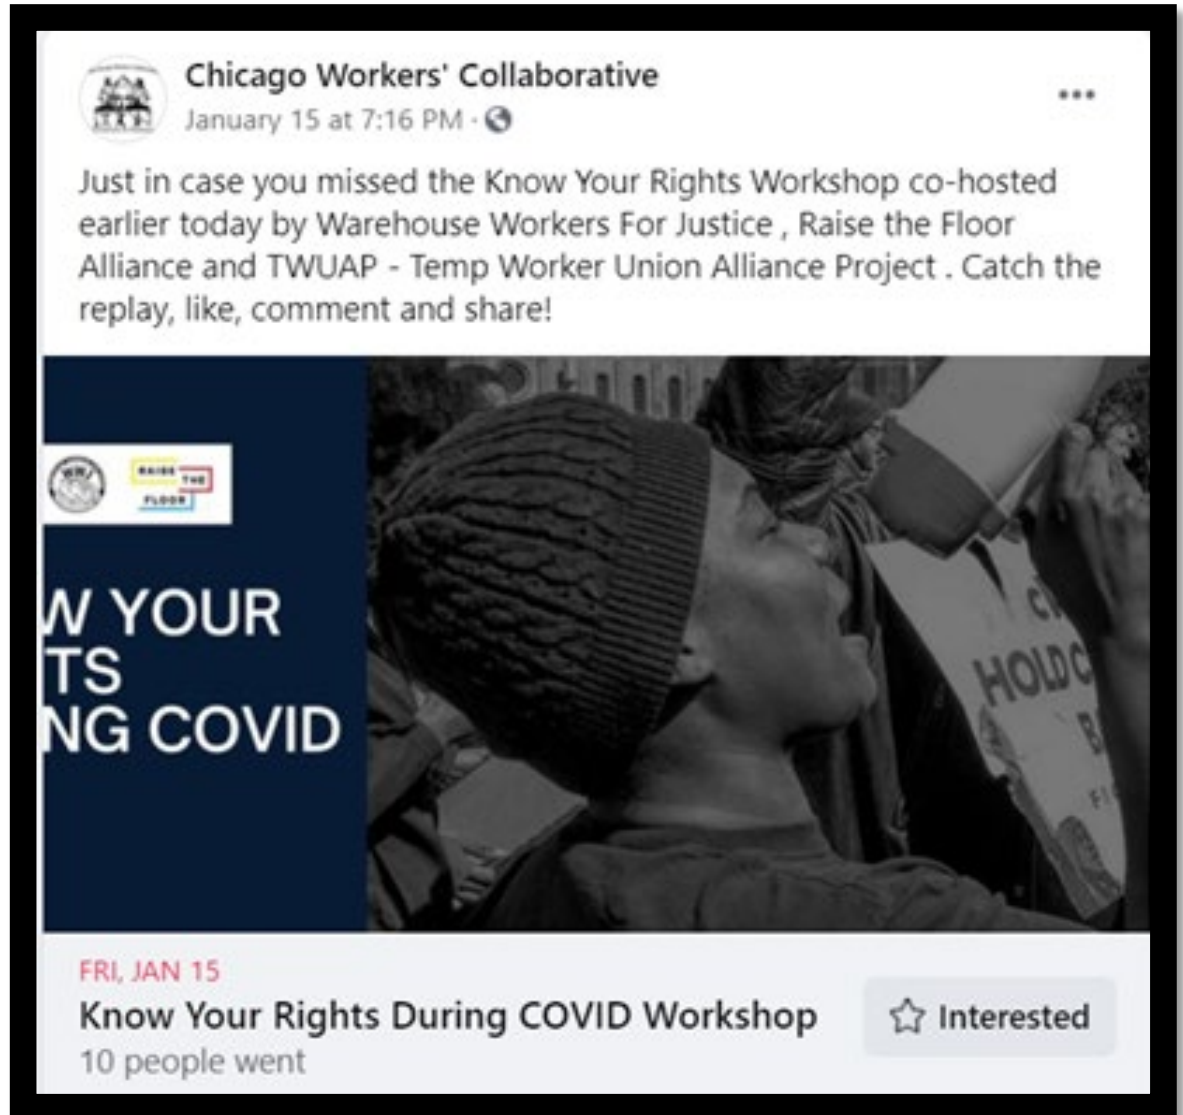 Chicago Workers' Collaborative
January 15 at 7:16 PM ·
Just in case you missed the Know Your Rights Workshop co-hosted
earlier today by Warehouse Workers For Justice , Raise the Floor
Alliance and TWUAP - Temp Worker Union Alliance Project . Catch the
replay, like, comment and share!
WWJ
RAISE
THE
FLOOR
W YOUR
TS
NG COVID
HOLD C
FRI, JAN 15
Know Your Rights During COVID Workshop
Interested
10 people went